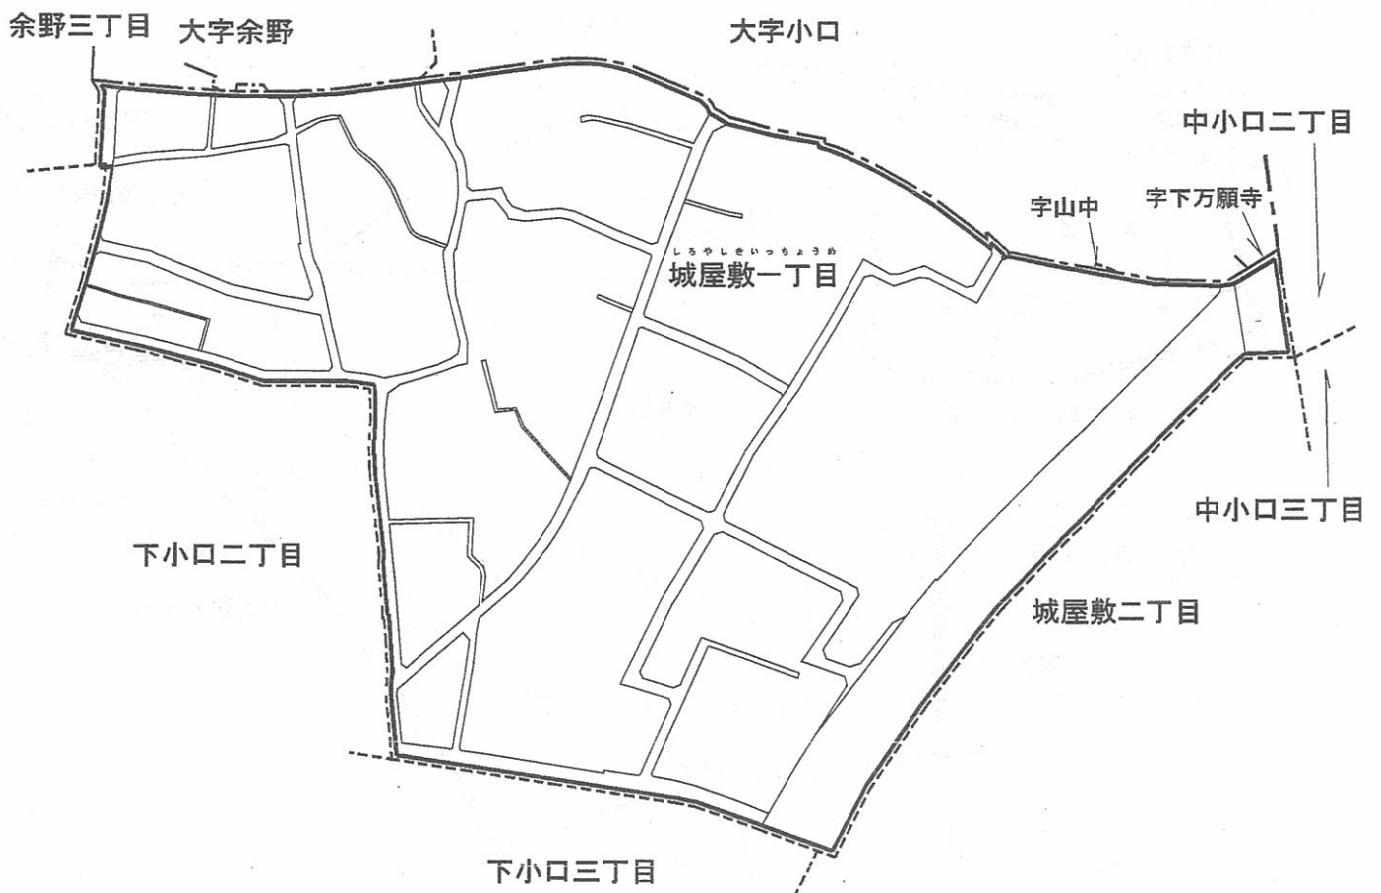 余野三丁目
大字余野
大字小口
中小口二丁目
字山中
字下万願寺
しろやしきいっちょうめ
城屋敷一丁目
下小口二丁目
中小口三丁目
城屋敷二丁目
下小口三丁目